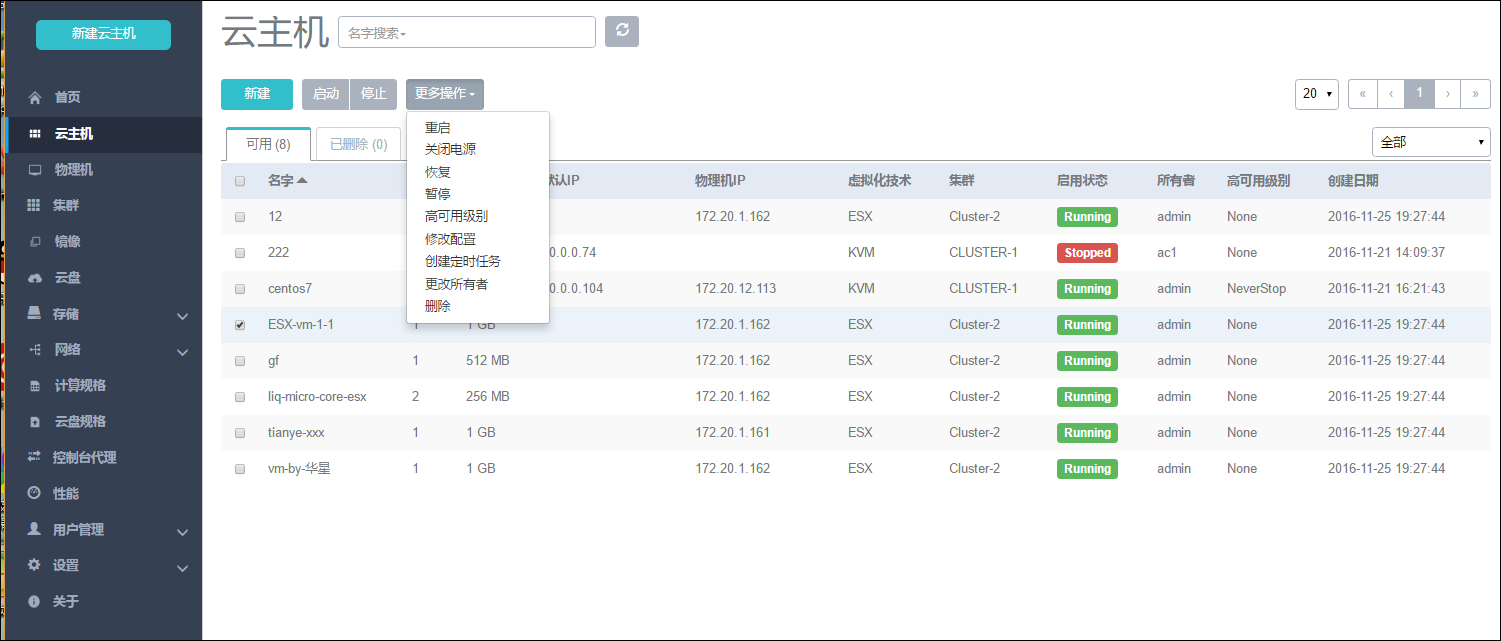 新建云主机
首页
云主机
物理机
集群
镜像
云盘
存储
网络
计算规格
云盘规格
控制台代理
性能
用户管理
设置
关于
云主机 名字搜索
新建 启动 停止 更多操作 20 « ‹ 1 › »
重启
关闭电源
恢复
暂停
高可用级别
修改配置
创建定时任务
更改所有者
删除
可用 (8) 已删除 (0) 全部
名字 认IP 物理机IP 虚拟化技术 集群 启用状态 所有者 高可用级别 创建日期
12 172.20.1.162 ESX Cluster-2 Running admin None 2016-11-25 19:27:44
222 .0.0.74 KVM CLUSTER-1 Stopped ac1 None 2016-11-21 14:09:37
centos7 .0.0.104 172.20.12.113 KVM CLUSTER-1 Running admin NeverStop 2016-11-21 16:21:43
ESX-vm-1-1 1 1 GB 172.20.1.162 ESX Cluster-2 Running admin None 2016-11-25 19:27:44
gf 1 512 MB 172.20.1.162 ESX Cluster-2 Running admin None 2016-11-25 19:27:44
liq-micro-core-esx 2 256 MB 172.20.1.162 ESX Cluster-2 Running admin None 2016-11-25 19:27:44
tianye-xxx 1 1 GB 172.20.1.161 ESX Cluster-2 Running admin None 2016-11-25 19:27:44
vm-by-华星 1 1 GB 172.20.1.162 ESX Cluster-2 Running admin None 2016-11-25 19:27:44